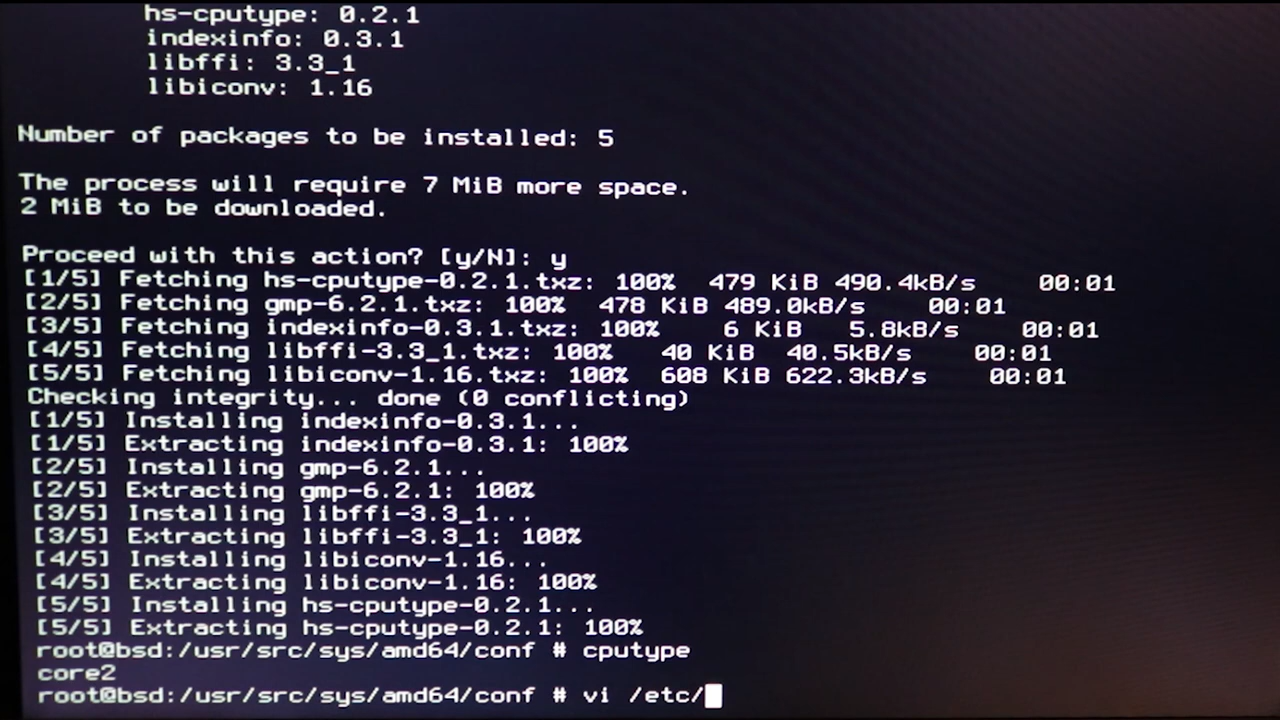 hs-cputype: 0.2.1
indexinfo: 0.3.1
libffi: 3.3_1
libiconv: 1.16
Number of packages to be installed: 5
The process will require 7 MiB more space.
2 MiB to be downloaded.
Proceed with this action? [y/N]: y
[1/5] Fetching hs-cputype-0.2.1.txz: 100%  479 KiB 490.4kB/s    00:01
[2/5] Fetching gmp-6.2.1.txz: 100%  478 KiB 489.0kB/s    00:01
[3/5] Fetching indexinfo-0.3.1.txz: 100%    6 KiB   5.8kB/s    00:01
[4/5] Fetching libffi-3.3_1.txz: 100%   40 KiB  40.5kB/s    00:01
[5/5] Fetching libiconv-1.16.txz: 100%  608 KiB 622.3kB/s    00:01
Checking integrity... done (0 conflicting)
[1/5] Installing indexinfo-0.3.1...
[1/5] Extracting indexinfo-0.3.1: 100%
[2/5] Installing gmp-6.2.1...
[2/5] Extracting gmp-6.2.1: 100%
[3/5] Installing libffi-3.3_1...
[3/5] Extracting libffi-3.3_1: 100%
[4/5] Installing libiconv-1.16...
[4/5] Extracting libiconv-1.16: 100%
[5/5] Installing hs-cputype-0.2.1...
[5/5] Extracting hs-cputype-0.2.1: 100%
root@bsd:/usr/src/sys/amd64/conf # cputype
core2
root@bsd:/usr/src/sys/amd64/conf # vi /etc/